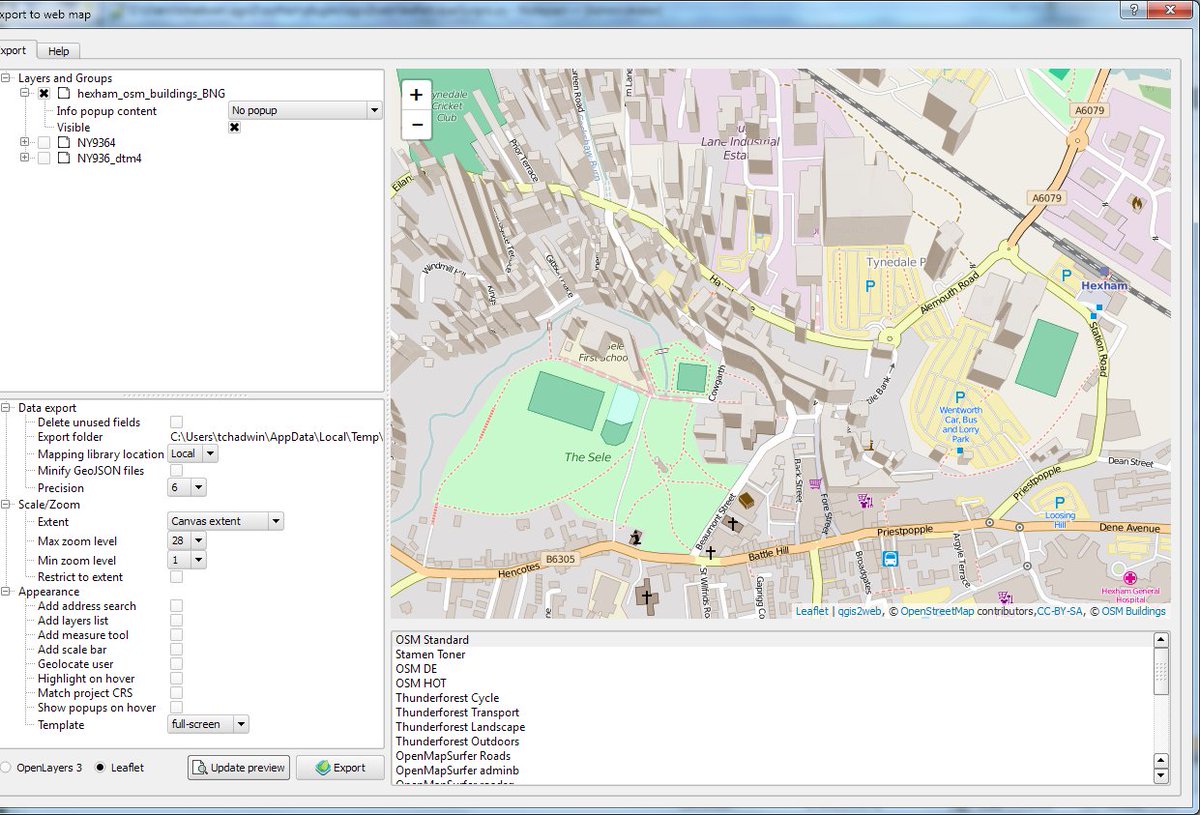 xport to web map
xport
Help
Layers and Groups
hexham_osm_buildings_BNG
Info popup content
No popup
Visible
NY9364
NY936_dtm4
Data export
Delete unused fields
Export folder
C:\Users\tchadwin\AppData\Local\Temp\
Mapping library location
Local
Minify GeoJSON files
Precision
6
Scale/Zoom
Extent
Canvas extent
Max zoom level
28
Min zoom level
1
Restrict to extent
Appearance
Add address search
Add layers list
Add measure tool
Add scale bar
Geolocate user
Highlight on hover
Match project CRS
Show popups on hover
Template
full-screen
OpenLayers 3
Leaflet
Update preview
Export
+
−
ynedale
Cricket
Club
Prior Terrace
Eilan
Windmill
Kings
Lane Industrial
Esta
A6079
A6079
Tynedale P
P
Alemouth Road
P
Hexham
Station Road
Sele
First Schoo
Cowgarth
The Sele
P
Wentworth
Car, Bus
and Lorry
Park
Dean Street
Priestpopple
P
Loosing
Hill
Dene Avenue
Priestpopple
Back Street
Fore Street
Beaumont Street
Battle Hill
B6305
Hencotes
St Wilfrids
Gaprigg Co
Broadgates
Argyle Terrace
Hexham General
Hospital
Leaflet | qgis2web, © OpenStreetMap contributors,CC-BY-SA, © OSM Buildings
OSM Standard
Stamen Toner
OSM DE
OSM HOT
Thunderforest Cycle
Thunderforest Transport
Thunderforest Landscape
Thunderforest Outdoors
OpenMapSurfer Roads
OpenMapSurfer adminb